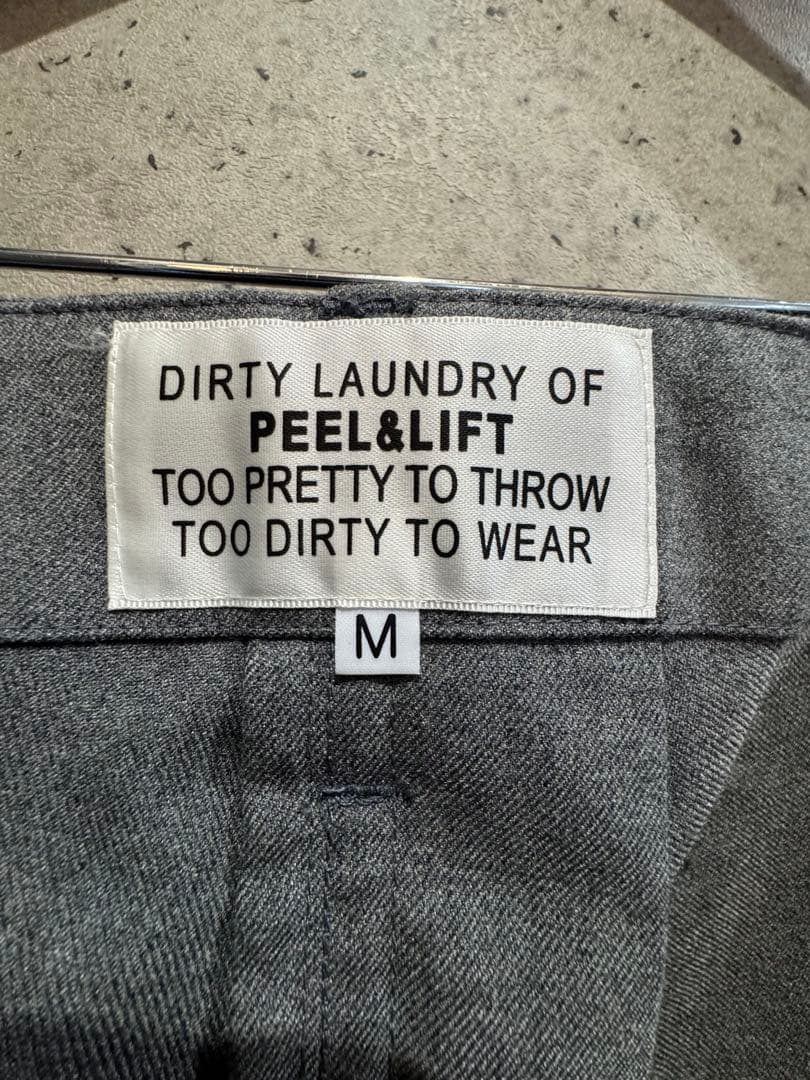 DIRTY LAUNDRY OF
PEEL&LIFT
TOO PRETTY TO THROW
TOO DIRTY TO WEAR
M